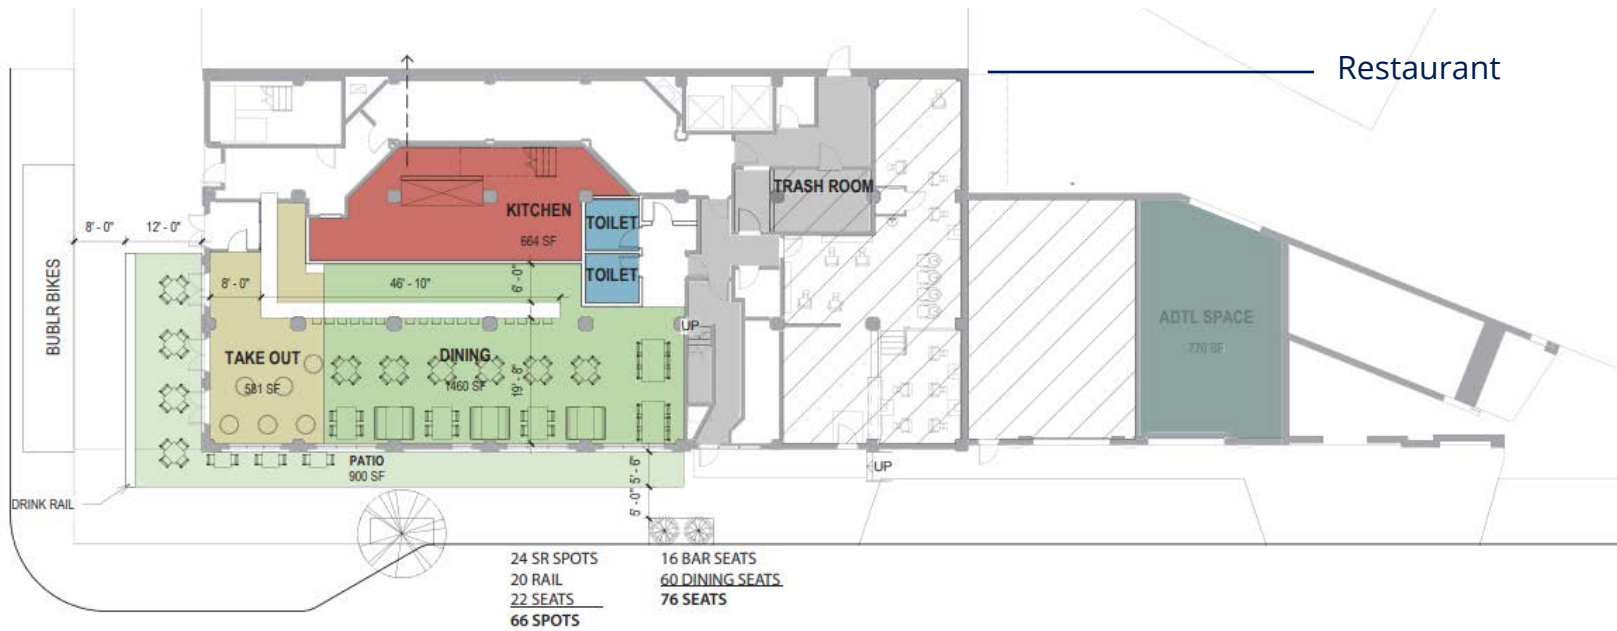 Restaurant
TRASH ROOM
KITCHEN
664 SF
TOILET
TOILET
8' - 0"
12' - 0"
BUBLR BIKES
8' - 0"
46' - 10"
6' - 0"
UP
ADTL SPACE
770 SF
TAKE OUT
581 SF
DINING
1460 SF
19' - 8"
PATIO
900 SF
UP
5' - 6"
5' - 0"
DRINK RAIL
24 SR SPOTS
20 RAIL
22 SEATS
66 SPOTS
16 BAR SEATS
60 DINING SEATS
76 SEATS